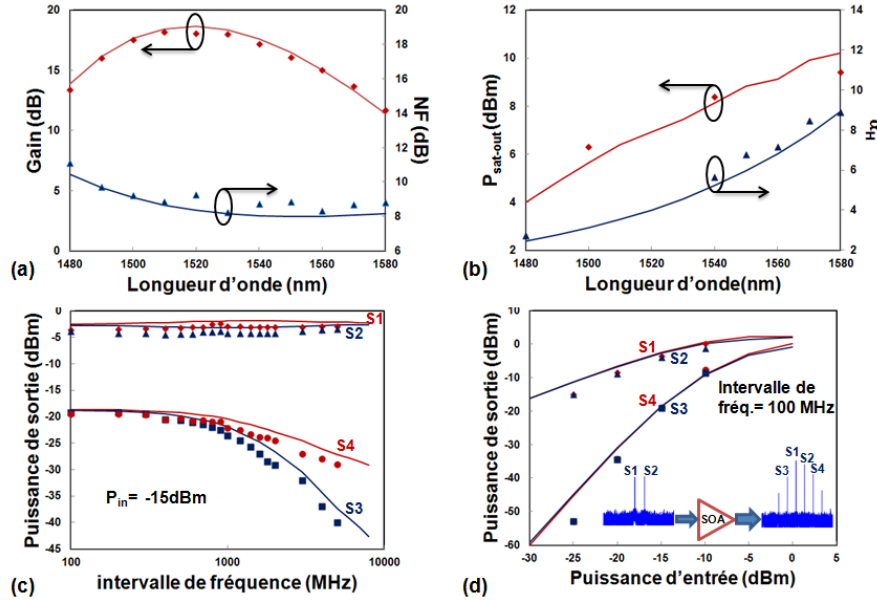 20
20
15
18
16
10
14
12
5
10
8
0
6
1480
1500
1520
1540
1560
1580
Gain (dB)
NF (dB)
(a)
Longueur d'onde (nm)
12
14
10
12
10
8
8
6
6
4
4
2
2
1480
1500
1520
1540
1560
1580
Psat-out (dBm)
αH
(b)
Longueur d'onde(nm)
0
-5
-10
-15
-20
-25
-30
-35
-40
-45
100
1000
10000
Puissance de sortie (dBm)
S1
S2
S4
S3
Pin= -15dBm
(c)
intervalle de fréquence (MHz)
10
0
-10
-20
-30
-40
-50
-60
-30
-25
-20
-15
-10
-5
0
5
Puissance de sortie (dBm)
S1
S2
S4
S3
Intervalle de
fréq.= 100 MHz
S1 S2
SOA
S1
S2
S3
S4
(d)
Puissance d'entrée (dBm)